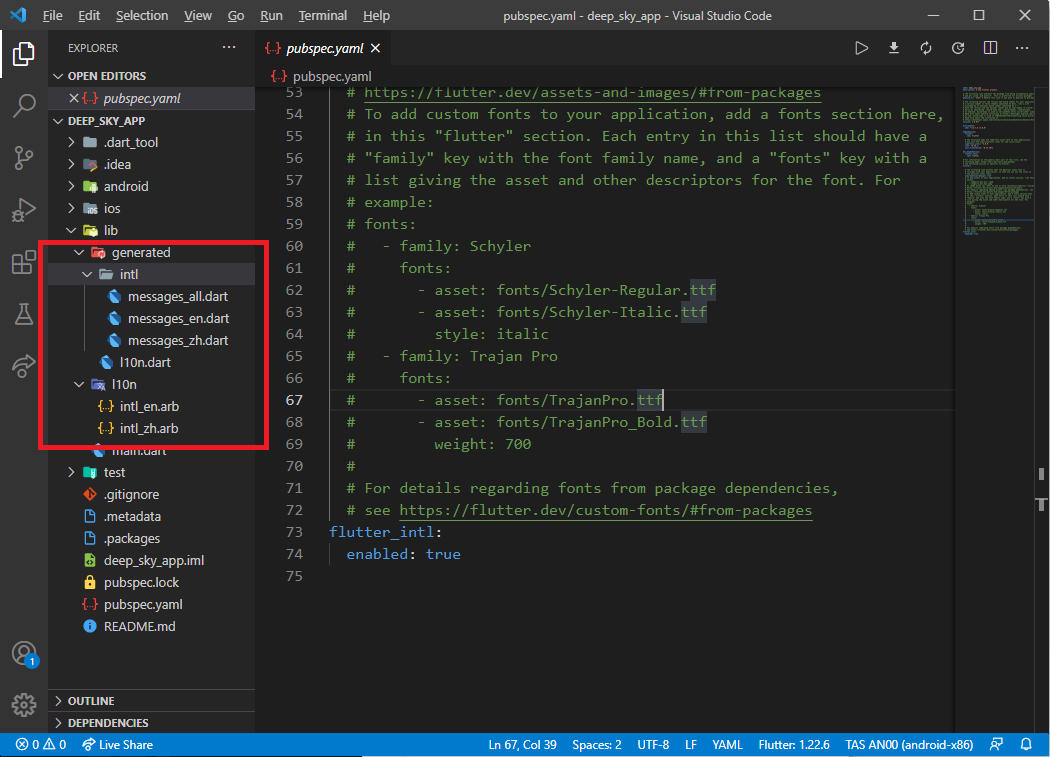 File Edit Selection View Go Run Terminal Help pubspec.yaml - deep_sky_app - Visual Studio Code
EXPLORER
OPEN EDITORS
pubspec.yaml
DEEP_SKY_APP
.dart_tool
.idea
android
ios
lib
generated
intl
messages_all.dart
messages_en.dart
messages_zh.dart
l10n.dart
l10n
intl_en.arb
intl_zh.arb
main.dart
test
.gitignore
.metadata
.packages
deep_sky_app.iml
pubspec.lock
pubspec.yaml
README.md
OUTLINE
DEPENDENCIES
1
pubspec.yaml
pubspec.yaml
53 # https://flutter.dev/assets-and-images/#from-packages
54 # To add custom fonts to your application, add a fonts section here,
55 # in this "flutter" section. Each entry in this list should have a
56 # "family" key with the font family name, and a "fonts" key with a
57 # list giving the asset and other descriptors for the font. For
58 # example:
59 # fonts:
60 #   - family: Schyler
61 #     fonts:
62 #       - asset: fonts/Schyler-Regular.ttf
63 #       - asset: fonts/Schyler-Italic.ttf
64 #         style: italic
65 #   - family: Trajan Pro
66 #     fonts:
67 #       - asset: fonts/TrajanPro.ttf
68 #       - asset: fonts/TrajanPro_Bold.ttf
69 #         weight: 700
70 #
71 # For details regarding fonts from package dependencies,
72 # see https://flutter.dev/custom-fonts/#from-packages
73 flutter_intl:
74   enabled: true
75
0 0 Live Share Ln 67, Col 39 Spaces: 2 UTF-8 LF YAML Flutter: 1.22.6 TAS AN00 (android-x86)